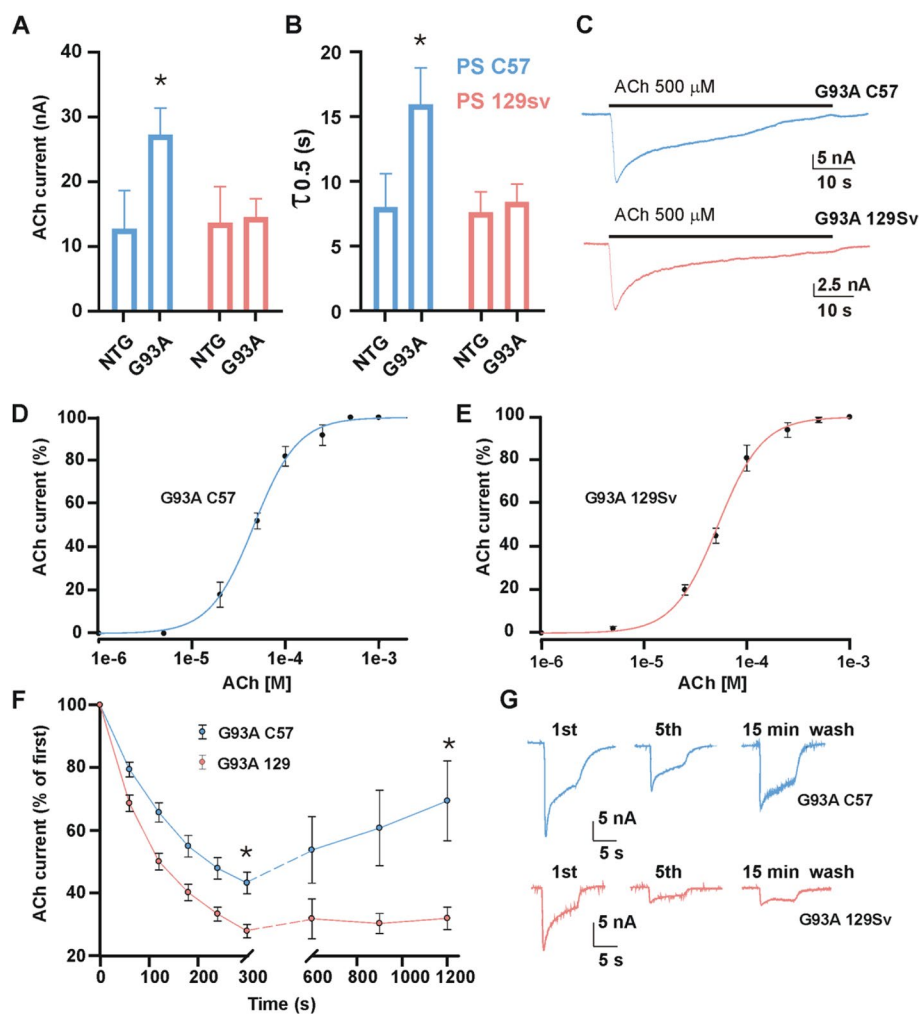 A
ACh current (nA)
40
30
20
10
0
*
NTG
G93A
NTG
G93A
B
τ0.5 (s)
20
15
10
5
0
*
PS C57
PS 129sv
NTG
G93A
NTG
G93A
C
ACh 500 μM
G93A C57
5 nA
10 s
ACh 500 μM
G93A 129Sv
2.5 nA
10 s
D
ACh current (%)
100
80
60
40
20
0
G93A C57
1e-6 1e-5 1e-4 1e-3
ACh [M]
E
ACh current (%)
100
80
60
40
20
0
G93A 129Sv
1e-6 1e-5 1e-4 1e-3
ACh [M]
F
ACh current (% of first)
100
80
60
40
20
G93A C57
G93A 129
*
*
0 100 200 300 600 800 1000 1200
Time (s)
G
1st 5th 15 min wash
G93A C57
5 nA
5 s
1st 5th 15 min wash
G93A 129Sv
5 nA
5 s